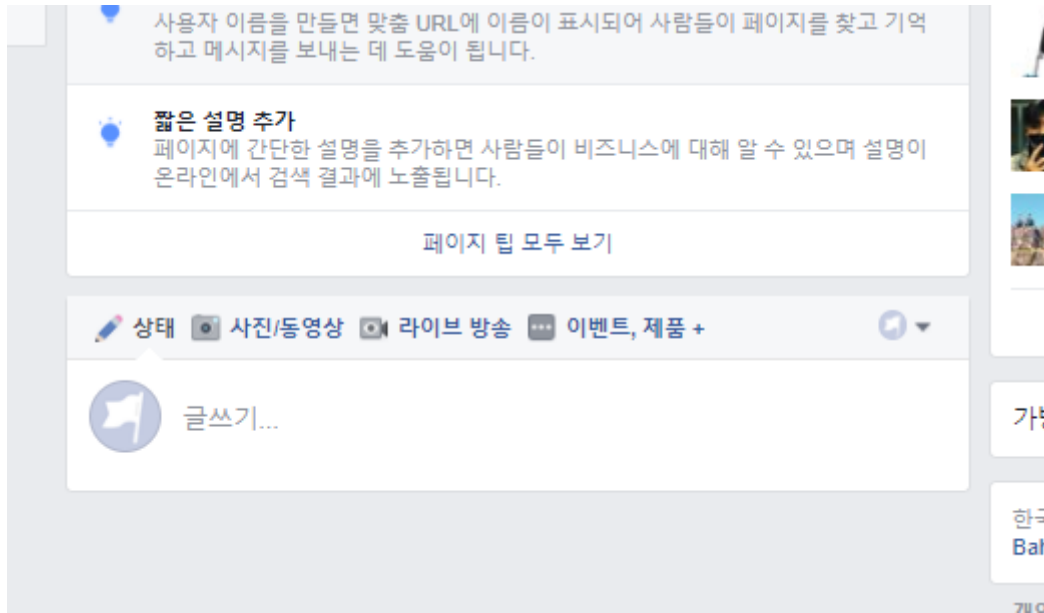 사용자 이름을 만들면 맞춤 URL에 이름이 표시되어 사람들이 페이지를 찾고 기억
하고 메시지를 보내는 데 도움이 됩니다.
짧은 설명 추가
페이지에 간단한 설명을 추가하면 사람들이 비즈니스에 대해 알 수 있으며 설명이
온라인에서 검색 결과에 노출됩니다.
페이지 팁 모두 보기
상태 사진/동영상 라이브 방송 이벤트, 제품 +
글쓰기...